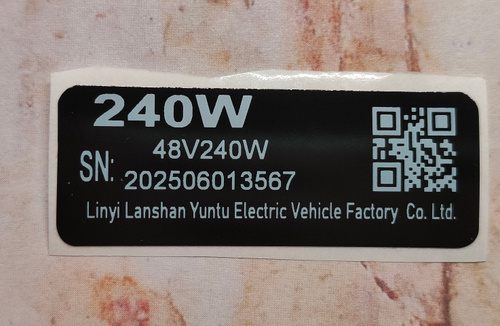 240W
48V240W
SN:
202506013567
Linyi Lanshan Yuntu Electric Vehicle Factory Co. Ltd.